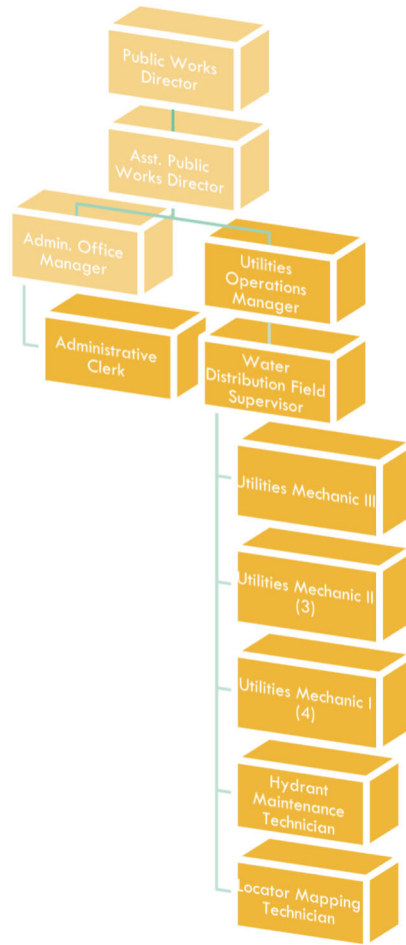 Public Works
Director
Asst. Public
Works Director
Admin. Office
Manager
Utilities
Operations
Manager
Administrative
Clerk
Water
Distribution Field
Supervisor
Utilities Mechanic III
Utilities Mechanic II
(3)
Utilities Mechanic I
(4)
Hydrant
Maintenance
Technician
Locator Mapping
Technician